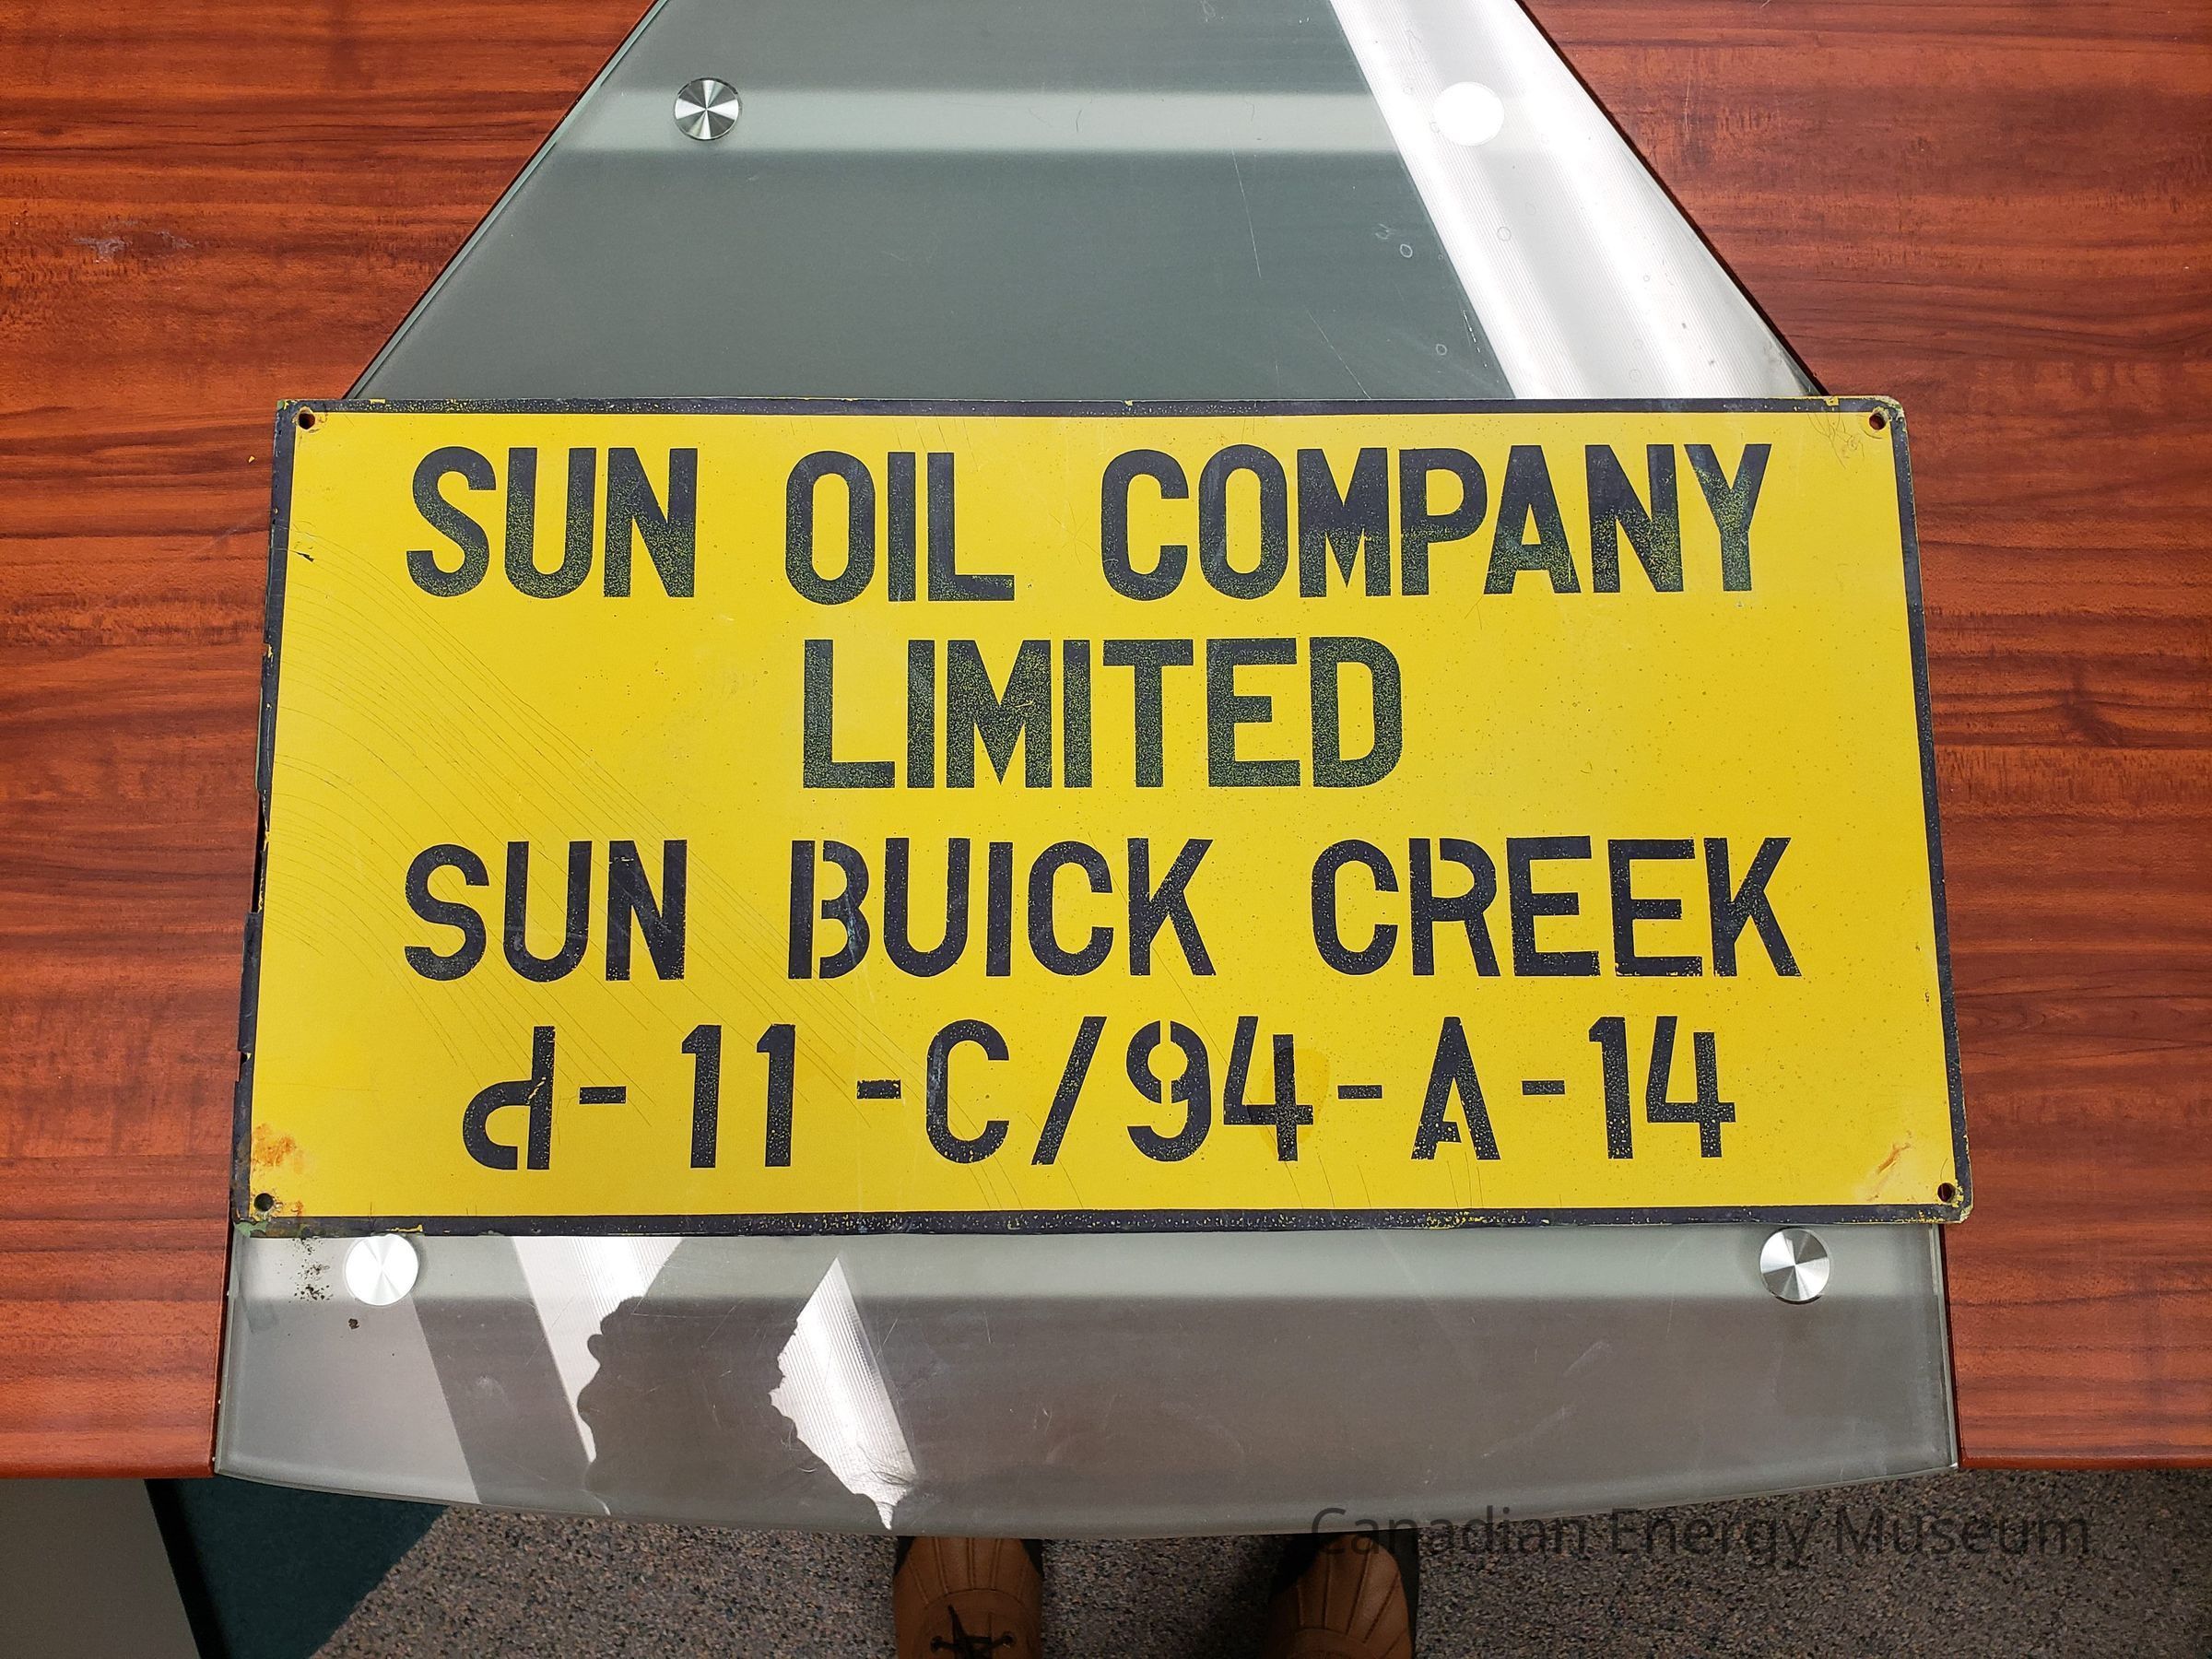 SUN OIL COMPANY
LIMITED
SUN BUICK CREEK
d-11-C/94-A-14
Canadian Energy Museum